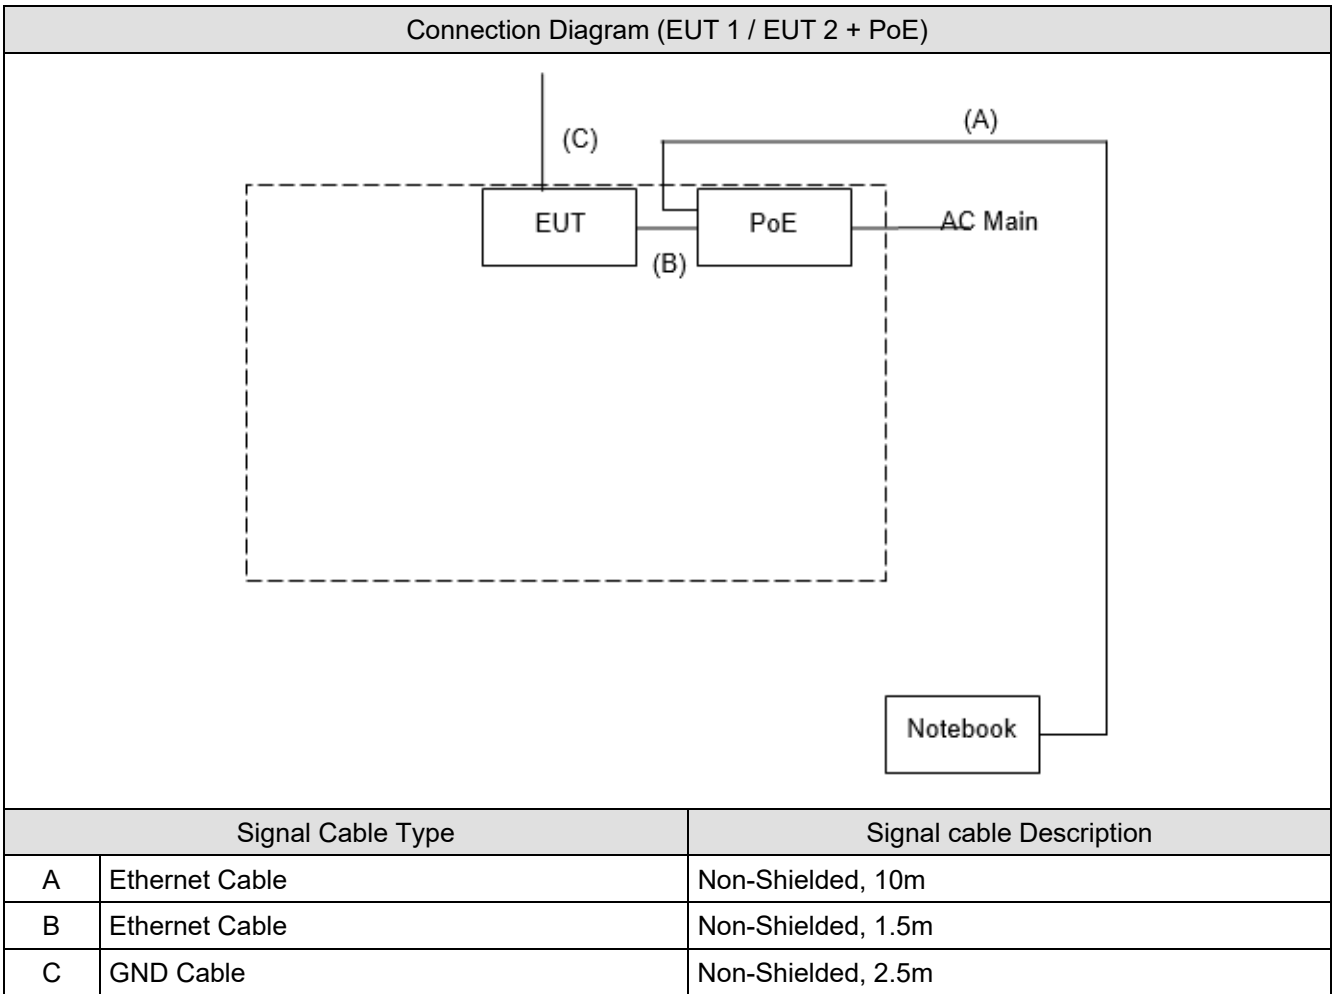 Connection Diagram (EUT 1 / EUT 2 + PoE)
(A)
(C)
EUT
PoE
AC Main
(B)
Notebook
Signal Cable Type Signal cable Description
A Ethernet Cable Non-Shielded, 10m
B Ethernet Cable Non-Shielded, 1.5m
C GND Cable Non-Shielded, 2.5m